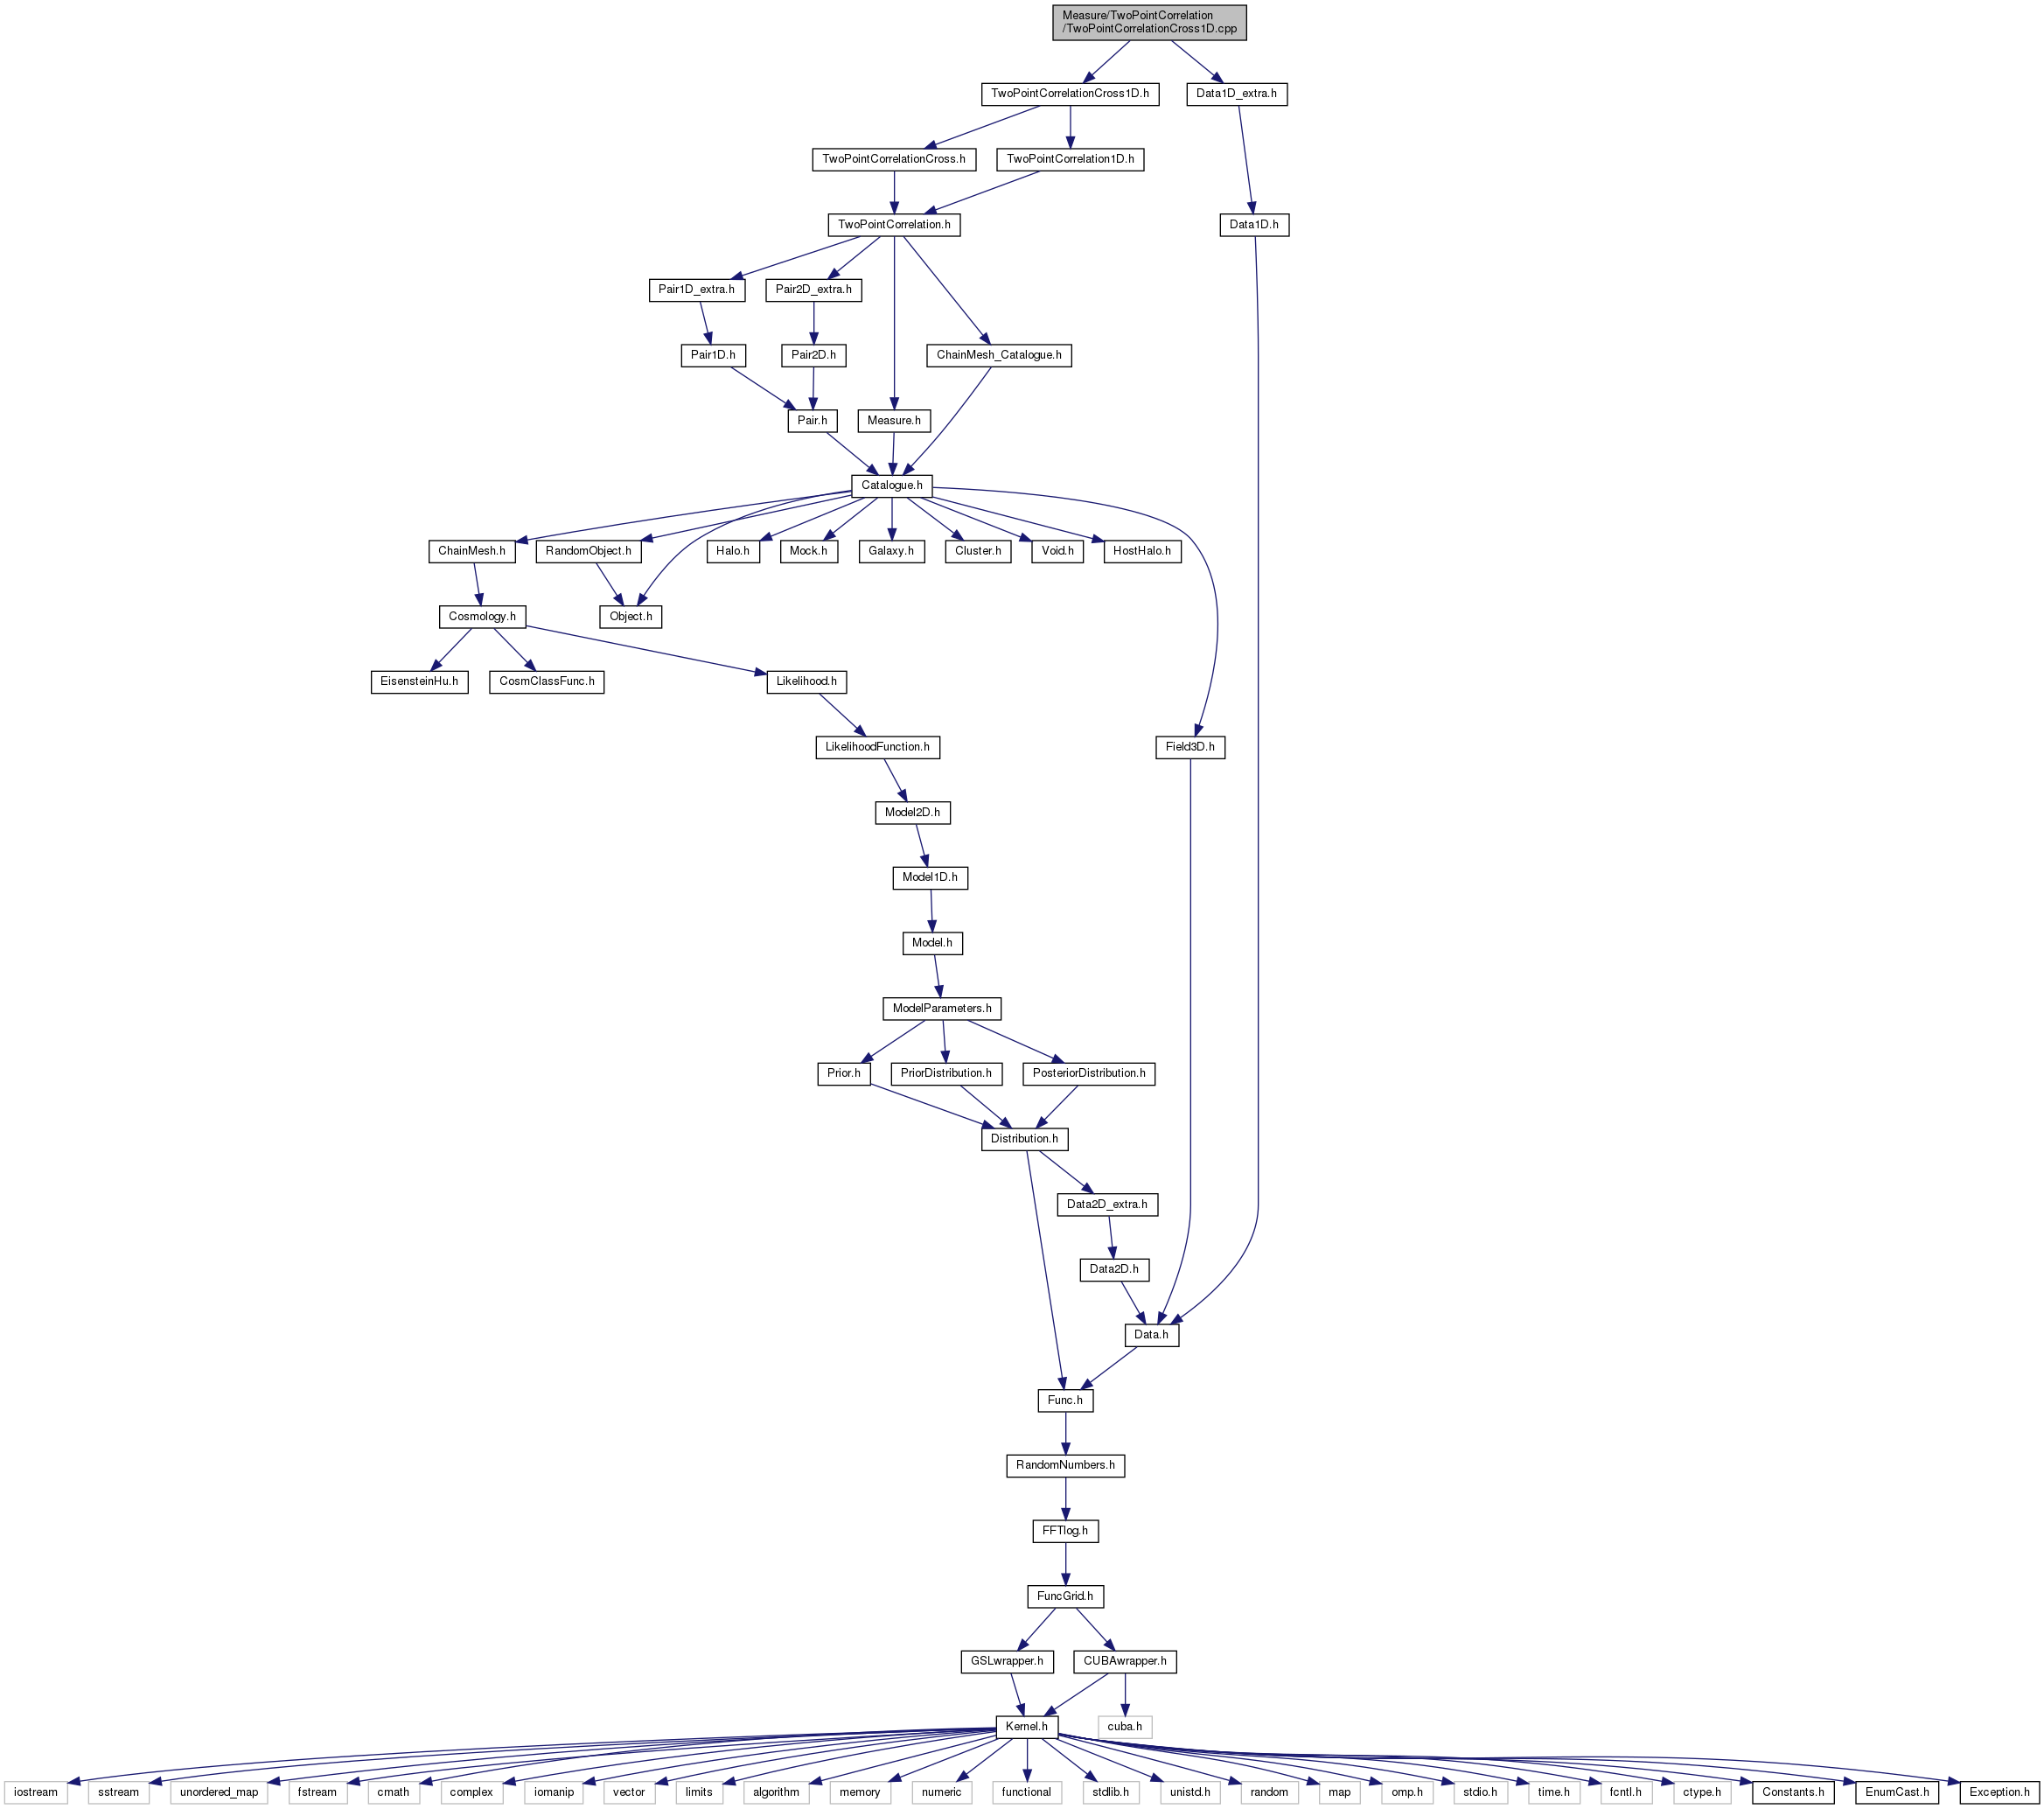 Measure/TwoPointCorrelation
/TwoPointCorrelationCross1D.cpp
TwoPointCorrelationCross1D.h
Data1D_extra.h
TwoPointCorrelationCross.h
TwoPointCorrelation1D.h
TwoPointCorrelation.h
Data1D.h
Pair1D_extra.h
Pair2D_extra.h
Pair1D.h
Pair2D.h
ChainMesh_Catalogue.h
Pair.h
Measure.h
Catalogue.h
ChainMesh.h
RandomObject.h
Halo.h
Mock.h
Galaxy.h
Cluster.h
Void.h
HostHalo.h
Cosmology.h
Object.h
EisensteinHu.h
CosmClassFunc.h
Likelihood.h
LikelihoodFunction.h
Field3D.h
Model2D.h
Model1D.h
Model.h
ModelParameters.h
Prior.h
PriorDistribution.h
PosteriorDistribution.h
Distribution.h
Data2D_extra.h
Data2D.h
Data.h
Func.h
RandomNumbers.h
FFTlog.h
FuncGrid.h
GSLwrapper.h
CUBAwrapper.h
Kernel.h
cuba.h
iostream
sstream
unordered_map
fstream
cmath
complex
iomanip
vector
limits
algorithm
memory
numeric
functional
stdlib.h
unistd.h
random
map
omp.h
stdio.h
time.h
fcntl.h
ctype.h
Constants.h
EnumCast.h
Exception.h